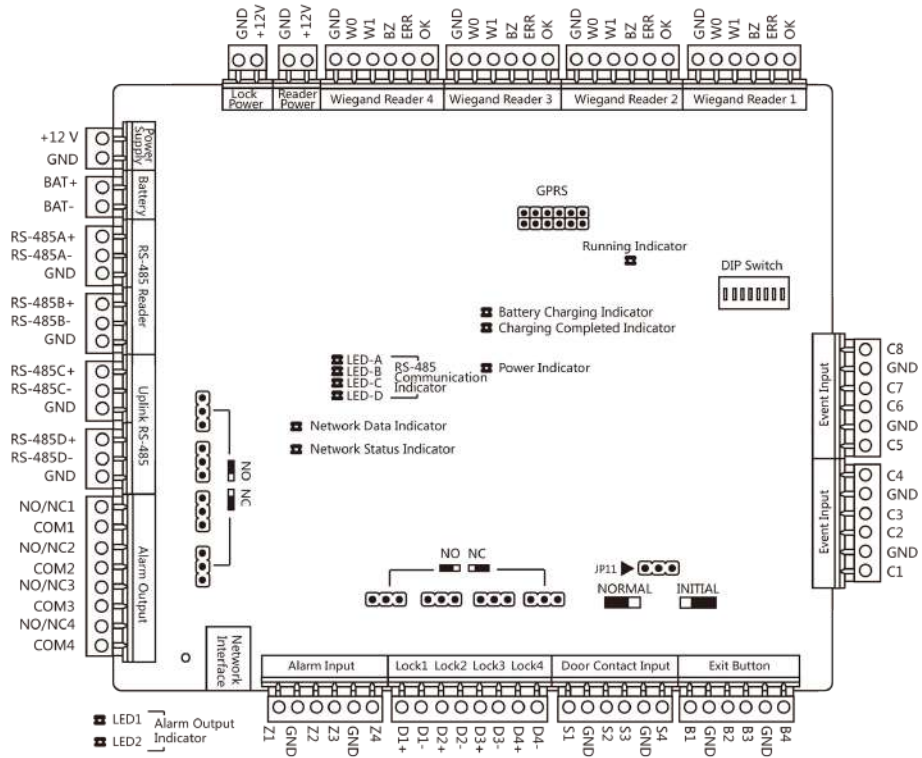 GND +12V GND +12V GND W0 W1 BZ ERR OK GND W0 W1 BZ ERR OK GND W0 W1 BZ ERR OK GND W0 W1 BZ ERR OK
Lock Power
Reader Power
Wiegand Reader 4
Wiegand Reader 3
Wiegand Reader 2
Wiegand Reader 1
+12 V
GND
Power Supply
BAT+
BAT-
Battery
RS-485A+
RS-485A-
GND
RS-485B+
RS-485B-
GND
RS-485 Reader
RS-485C+
RS-485C-
GND
RS-485D+
RS-485D-
GND
Uplink RS-485
NO/NC1
COM1
NO/NC2
COM2
NO/NC3
COM3
NO/NC4
COM4
Alarm Output
GPRS
Running Indicator
DIP Switch
Battery Charging Indicator
Charging Completed Indicator
Power Indicator
LED-A
LED-B
LED-C
LED-D
RS-485
Communication
Indicator
Network Data Indicator
Network Status Indicator
NO
NC
C8
GND
C7
C6
GND
C5
Event Input
C4
GND
C3
C2
GND
C1
Event Input
NO NC
JP11
NORMAL INITIAL
Network
Interface
Alarm Input
Lock1 Lock2 Lock3 Lock4
Door Contact Input
Exit Button
Z1 GND Z2 Z3 GND Z4 D1+ D1- D2+ D2- D3+ D3- D4+ D4- S1 GND S2 S3 GND S4 B1 GND B2 B3 GND B4
LED1
LED2
Alarm Output
Indicator